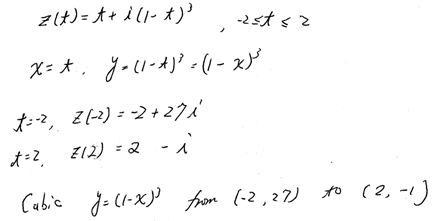 z(t) = t + i(1-t)³ , -2 ≤ t ≤ 2
x = t . y = (1-t)³ = (1-x)³
t=-2, z(-2) = -2 + 27i
t=2, z(2) = 2 - i
Cubic y = (1-x)³ from (-2, 27) to (2, -1)